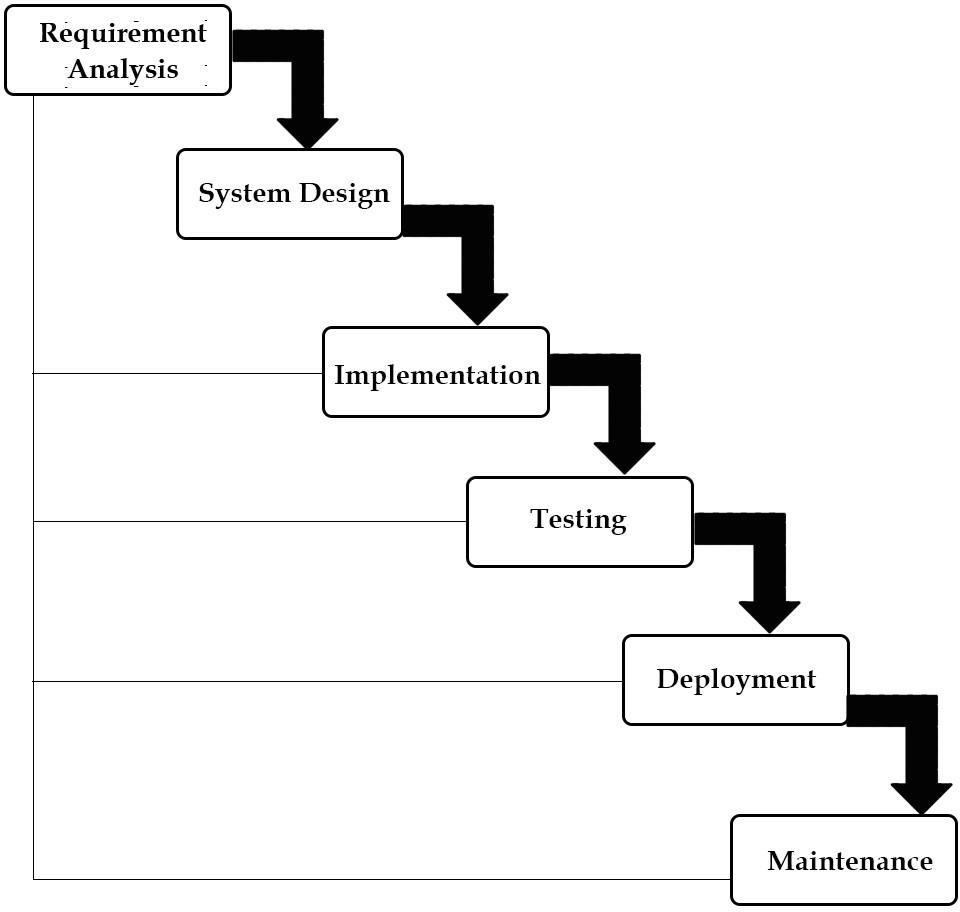 Requirement
Analysis
System Design
Implementation
Testing
Deployment
Maintenance